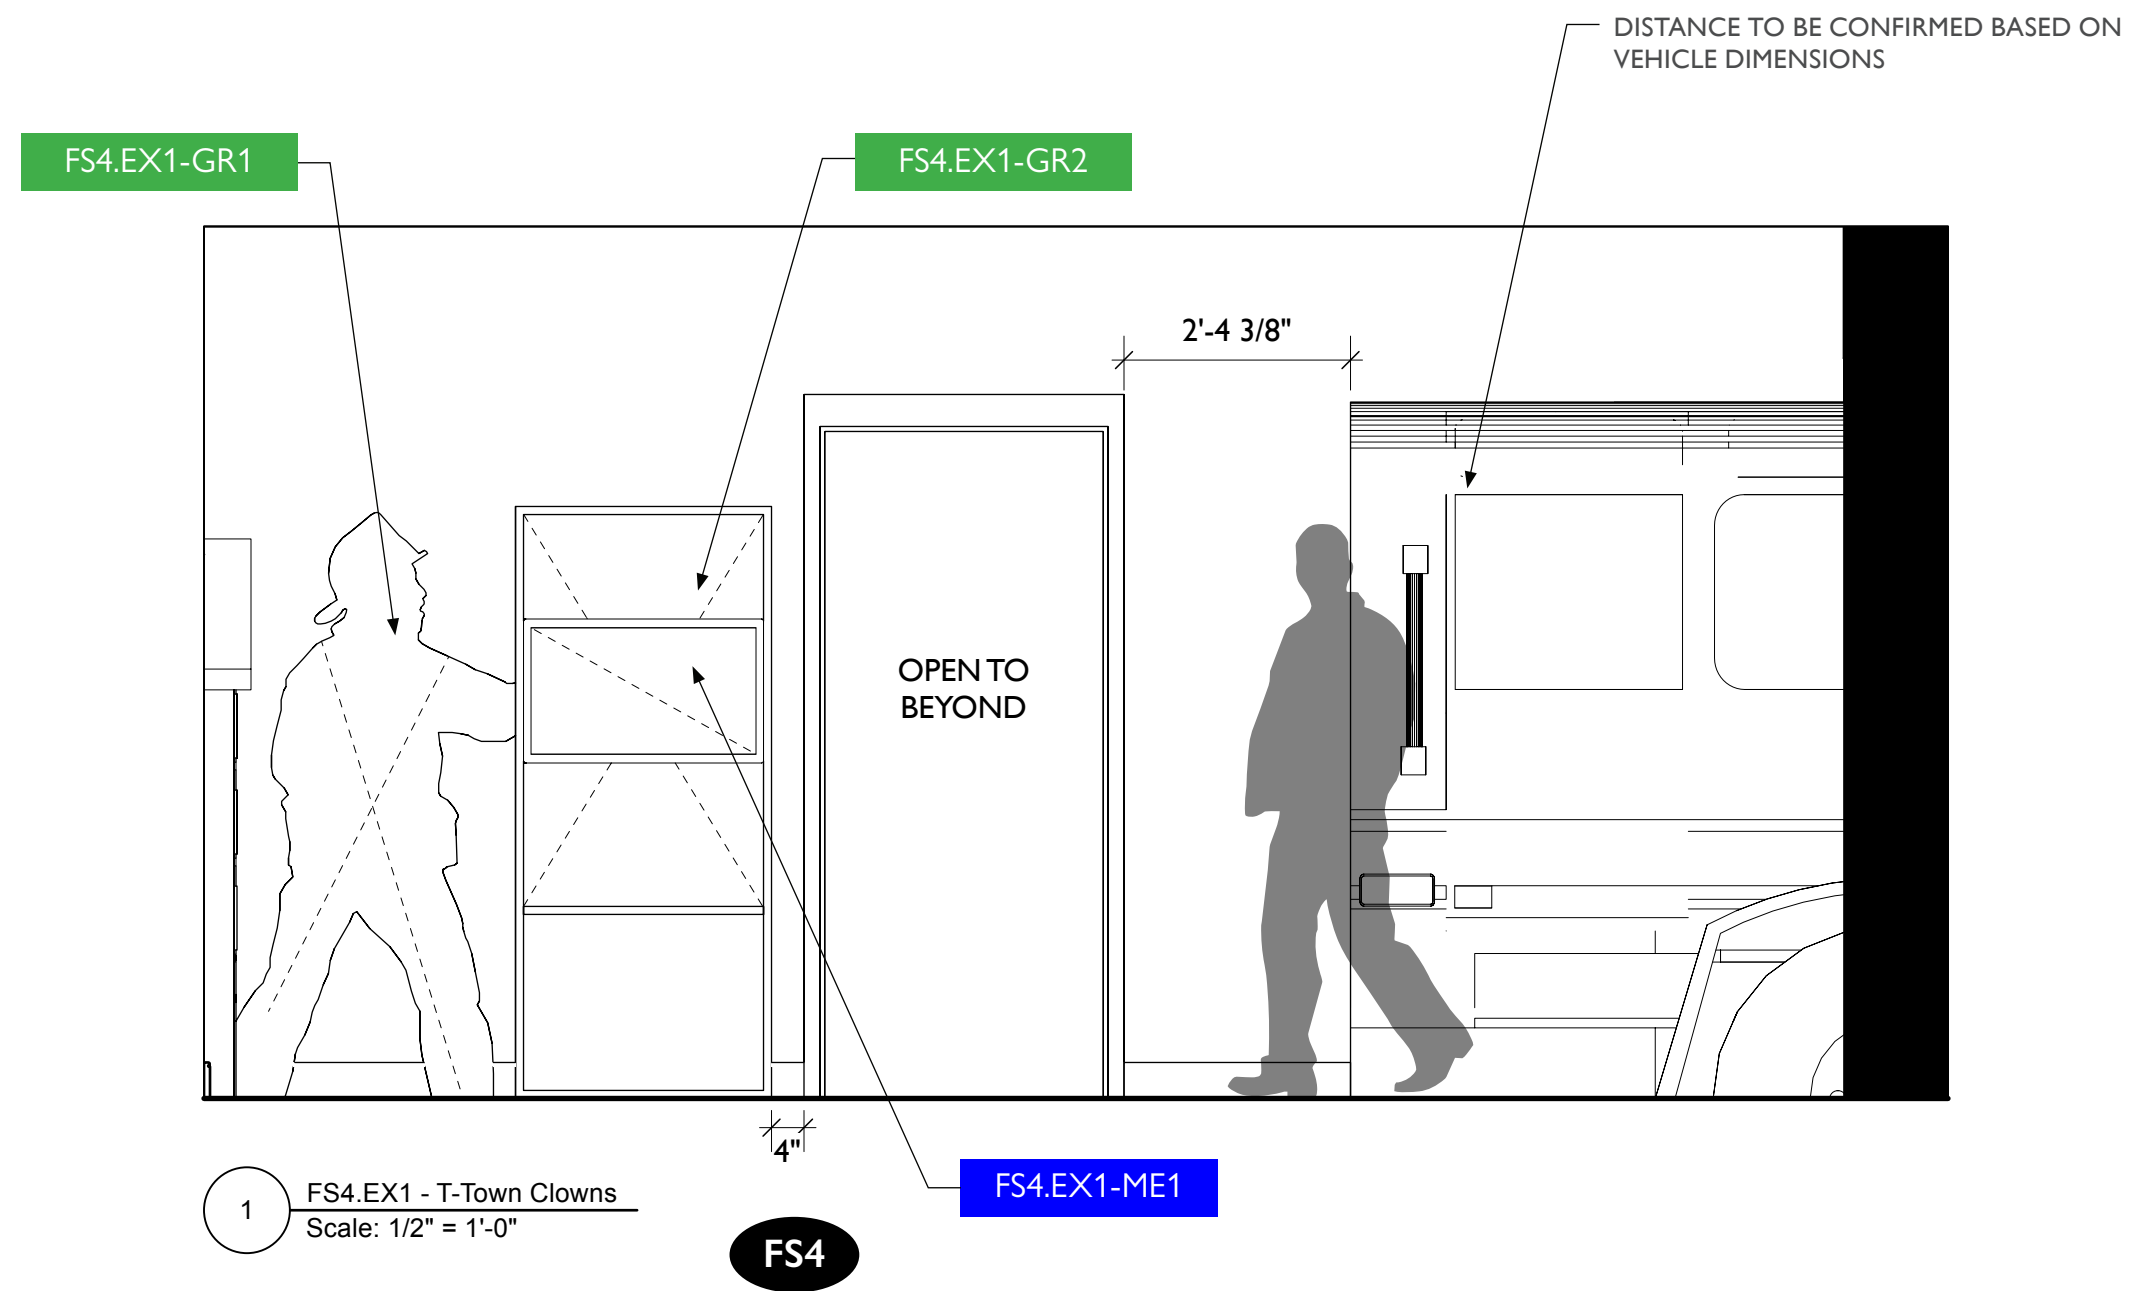 DISTANCE TO BE CONFIRMED BASED ON
VEHICLE DIMENSIONS
FS4.EX1-GR1
FS4.EX1-GR2
2'-4 3/8"
OPEN TO
BEYOND
4"
FS4.EX1-ME1
1
FS4.EX1 - T-Town Clowns
Scale: 1/2" = 1'-0"
FS4